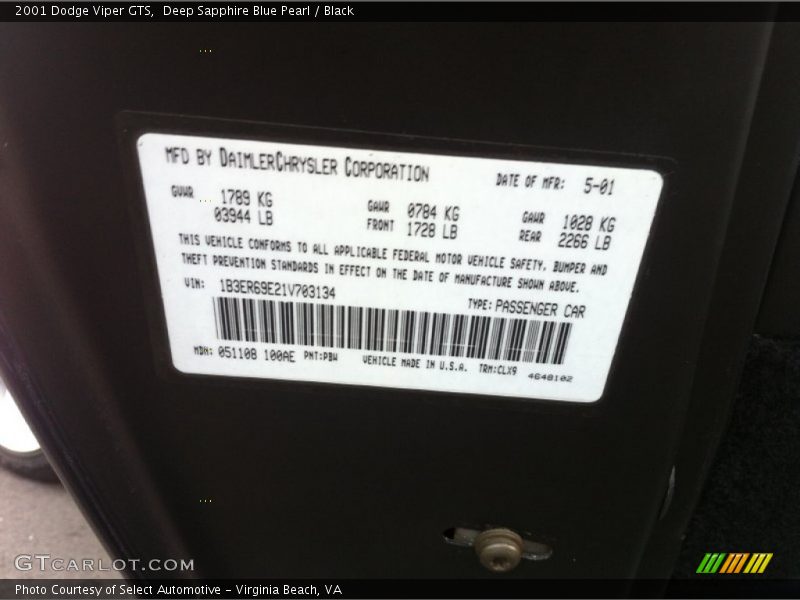 2001 Dodge Viper GTS,  Deep Sapphire Blue Pearl / Black
MFD BY DAIMLERCHRYSLER CORPORATION
DATE OF MFR: 5-01
GVWR 1789 KG
03944 LB
GAWR 0784 KG
FRONT 1728 LB
GAWR 1028 KG
REAR 2266 LB
THIS VEHICLE CONFORMS TO ALL APPLICABLE FEDERAL MOTOR VEHICLE SAFETY, BUMPER AND
THEFT PREVENTION STANDARDS IN EFFECT ON THE DATE OF MANUFACTURE SHOWN ABOVE.
VIN: 1B3ER69E21V703134
TYPE: PASSENGER CAR
MDH: 051108 100AE PNT:PBW VEHICLE MADE IN U.S.A. TRM:CLX9 4648102
GTCARLOT.COM
Photo Courtesy of Select Automotive – Virginia Beach, VA